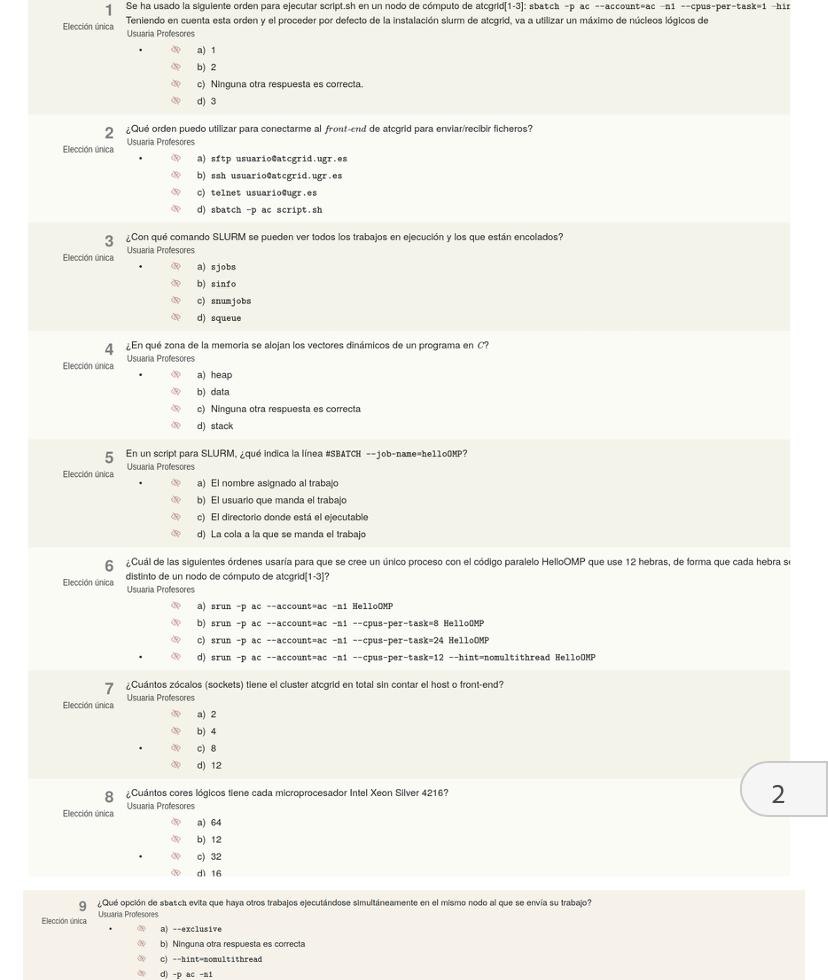 1 Se ha usado la siguiente orden para ejecutar script.sh en un nodo de cómputo de atcgrid[1-3]: sbatch -p ac --account=ac -n1 --cpus-per-task=1 -hin
Elección única Teniendo en cuenta esta orden y el proceder por defecto de la instalación slurm de atcgrid, va a utilizar un máximo de núcleos lógicos de
Usuaria Profesores
• a) 1
b) 2
c) Ninguna otra respuesta es correcta.
d) 3
2 ¿Qué orden puedo utilizar para conectarme al front-end de atcgrid para enviar/recibir ficheros?
Elección única Usuaria Profesores
• a) sftp usuario@atcgrid.ugr.es
b) ssh usuario@atcgrid.ugr.es
c) telnet usuario@ugr.es
d) sbatch -p ac script.sh
3 ¿Con qué comando SLURM se pueden ver todos los trabajos en ejecución y los que están encolados?
Elección única Usuaria Profesores
• a) sjobs
b) sinfo
c) snumjobs
d) squeue
4 ¿En qué zona de la memoria se alojan los vectores dinámicos de un programa en C?
Elección única Usuaria Profesores
• a) heap
b) data
c) Ninguna otra respuesta es correcta
d) stack
5 En un script para SLURM, ¿qué indica la línea #SBATCH --job-name=helloOMP?
Elección única Usuaria Profesores
• a) El nombre asignado al trabajo
b) El usuario que manda el trabajo
c) El directorio donde está el ejecutable
d) La cola a la que se manda el trabajo
6 ¿Cuál de las siguientes órdenes usaría para que se cree un único proceso con el código paralelo HelloOMP que use 12 hebras, de forma que cada hebra se
Elección única distinto de un nodo de cómputo de atcgrid[1-3]?
Usuaria Profesores
a) srun -p ac --account=ac -n1 HelloOMP
b) srun -p ac --account=ac -n1 --cpus-per-task=8 HelloOMP
c) srun -p ac --account=ac -n1 --cpus-per-task=24 HelloOMP
• d) srun -p ac --account=ac -n1 --cpus-per-task=12 --hint=nomultithread HelloOMP
7 ¿Cuántos zócalos (sockets) tiene el cluster atcgrid en total sin contar el host o front-end?
Elección única Usuaria Profesores
a) 2
b) 4
• c) 8
d) 12
8 ¿Cuántos cores lógicos tiene cada microprocesador Intel Xeon Silver 4216?
Elección única Usuaria Profesores
2
a) 64
b) 12
• c) 32
d) 16
9 ¿Qué opción de sbatch evita que haya otros trabajos ejecutándose simultáneamente en el mismo nodo al que se envía su trabajo?
Elección única Usuaria Profesores
• a) --exclusive
b) Ninguna otra respuesta es correcta
c) --hint=nomultithread
d) -p ac -n1